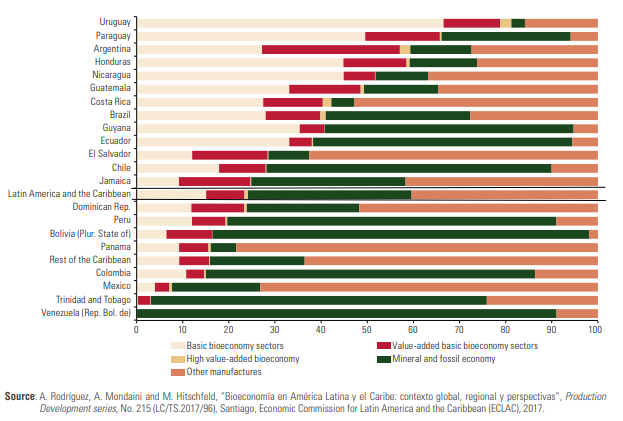 Uruguay
Paraguay
Argentina
Honduras
Nicaragua
Guatemala
Costa Rica
Brazil
Guyana
Ecuador
El Salvador
Chile
Jamaica
Latin America and the Caribbean
Dominican Rep.
Peru
Bolivia (Plur. State of)
Panama
Rest of the Caribbean
Colombia
Mexico
Trinidad and Tobago
Venezuela (Rep. Bol. de)
0 10 20 30 40 50 60 70 80 90 100
Basic bioeconomy sectors Value-added basic bioeconomy sectors
High value-added bioeconomy Mineral and fossil economy
Other manufactures
Source: A. Rodríguez, A. Mondaini and M. Hitschfeld, "Bioeconomía en América Latina y el Caribe: contexto global, regional y perspectivas", Production
Development series, No. 215 (LC/TS.2017/96), Santiago, Economic Commission for Latin America and the Caribbean (ECLAC), 2017.